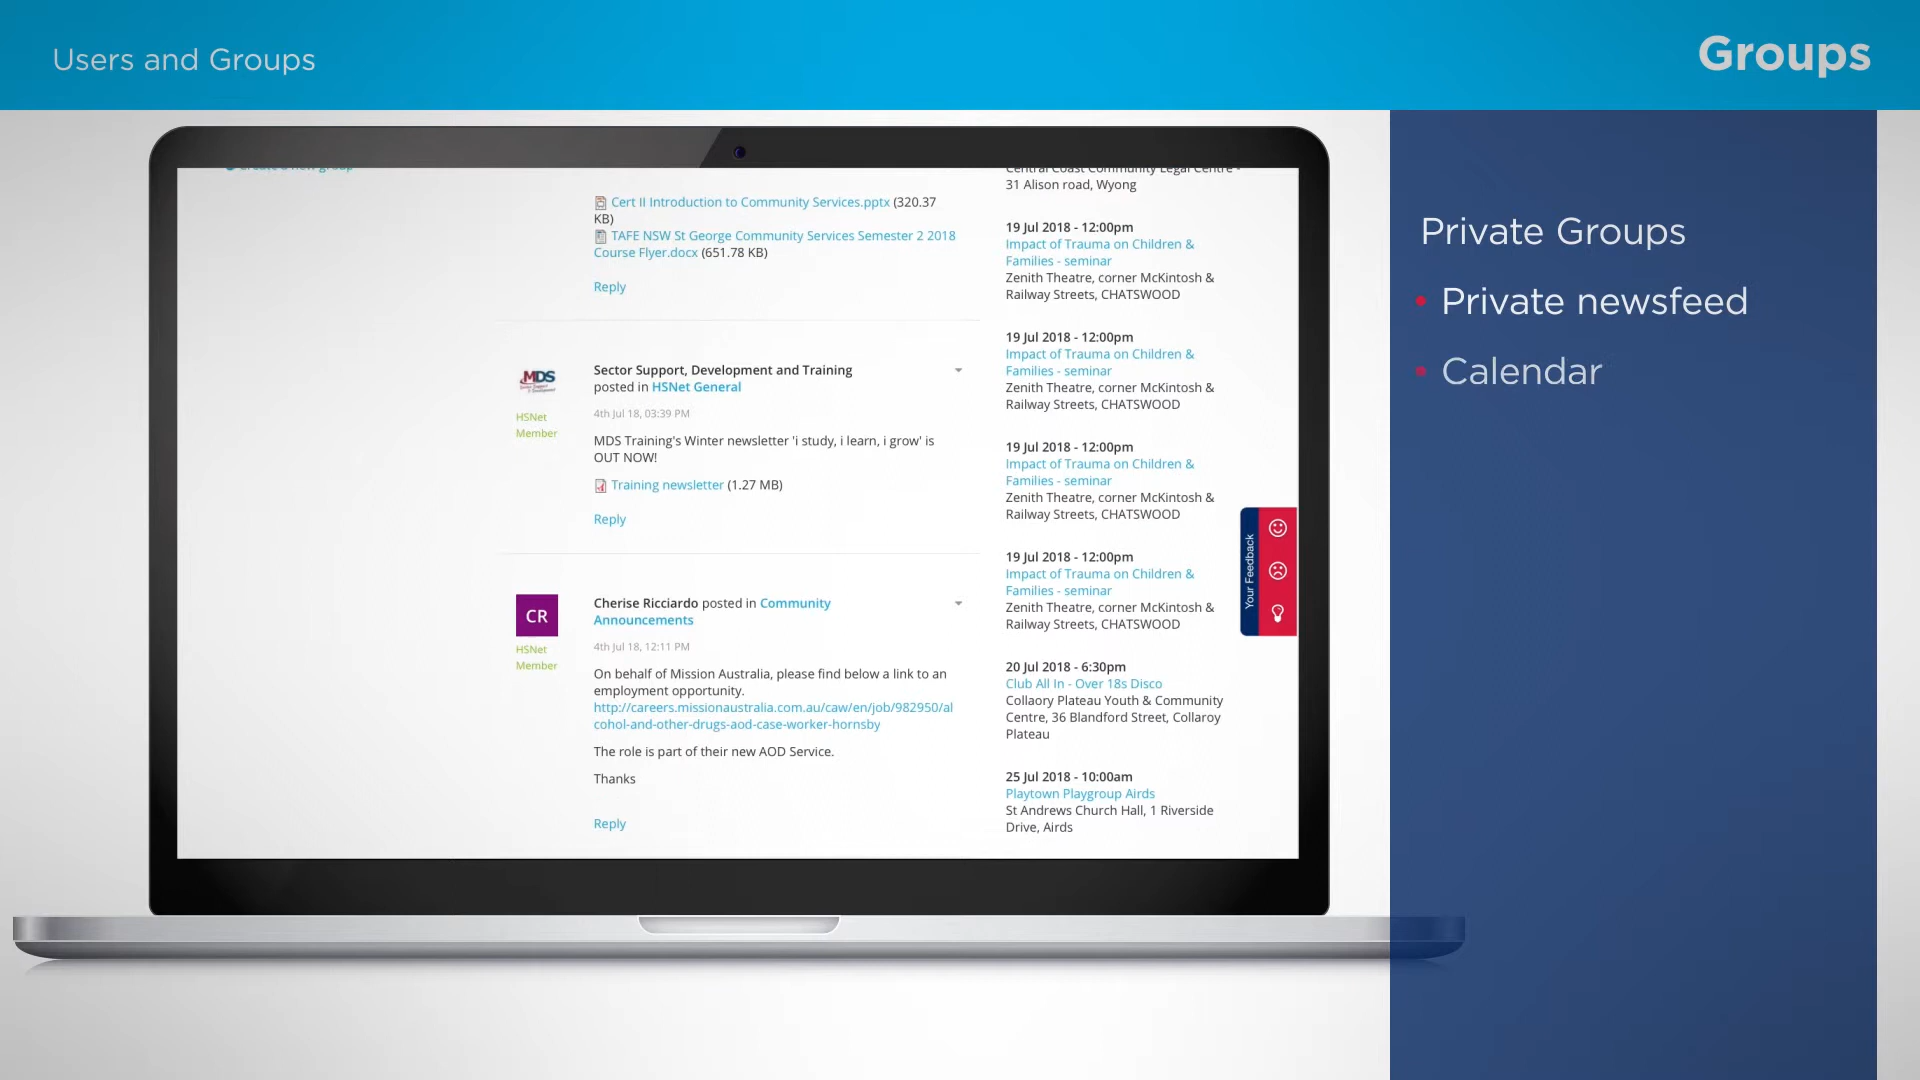 Users and Groups
Groups
Create a new group
Cert II Introduction to Community Services.pptx (320.37
KB)
TAFE NSW St George Community Services Semester 2 2018
Course Flyer.docx (651.78 KB)
Reply
MDS
HSNet
Member
Sector Support, Development and Training
posted in HSNet General
4th Jul 18, 03:39 PM
MDS Training's Winter newsletter 'i study, i learn, i grow' is
OUT NOW!
Training newsletter (1.27 MB)
Reply
CR
HSNet
Member
Cherise Ricciardo posted in Community
Announcements
4th Jul 18, 12:11 PM
On behalf of Mission Australia, please find below a link to an
employment opportunity.
http://careers.missionaustralia.com.au/caw/en/job/982950/al
cohol-and-other-drugs-aod-case-worker-hornsby
The role is part of their new AOD Service.
Thanks
Reply
Central Coast Community Legal Centre -
31 Alison road, Wyong
19 Jul 2018 - 12:00pm
Impact of Trauma on Children &
Families - seminar
Zenith Theatre, corner McKintosh &
Railway Streets, CHATSWOOD
19 Jul 2018 - 12:00pm
Impact of Trauma on Children &
Families - seminar
Zenith Theatre, corner McKintosh &
Railway Streets, CHATSWOOD
19 Jul 2018 - 12:00pm
Impact of Trauma on Children &
Families - seminar
Zenith Theatre, corner McKintosh &
Railway Streets, CHATSWOOD
19 Jul 2018 - 12:00pm
Impact of Trauma on Children &
Families - seminar
Zenith Theatre, corner McKintosh &
Railway Streets, CHATSWOOD
20 Jul 2018 - 6:30pm
Club All In - Over 18s Disco
Collaory Plateau Youth & Community
Centre, 36 Blandford Street, Collaroy
Plateau
25 Jul 2018 - 10:00am
Playtown Playgroup Airds
St Andrews Church Hall, 1 Riverside
Drive, Airds
Your Feedback
Private Groups
• Private newsfeed
• Calendar